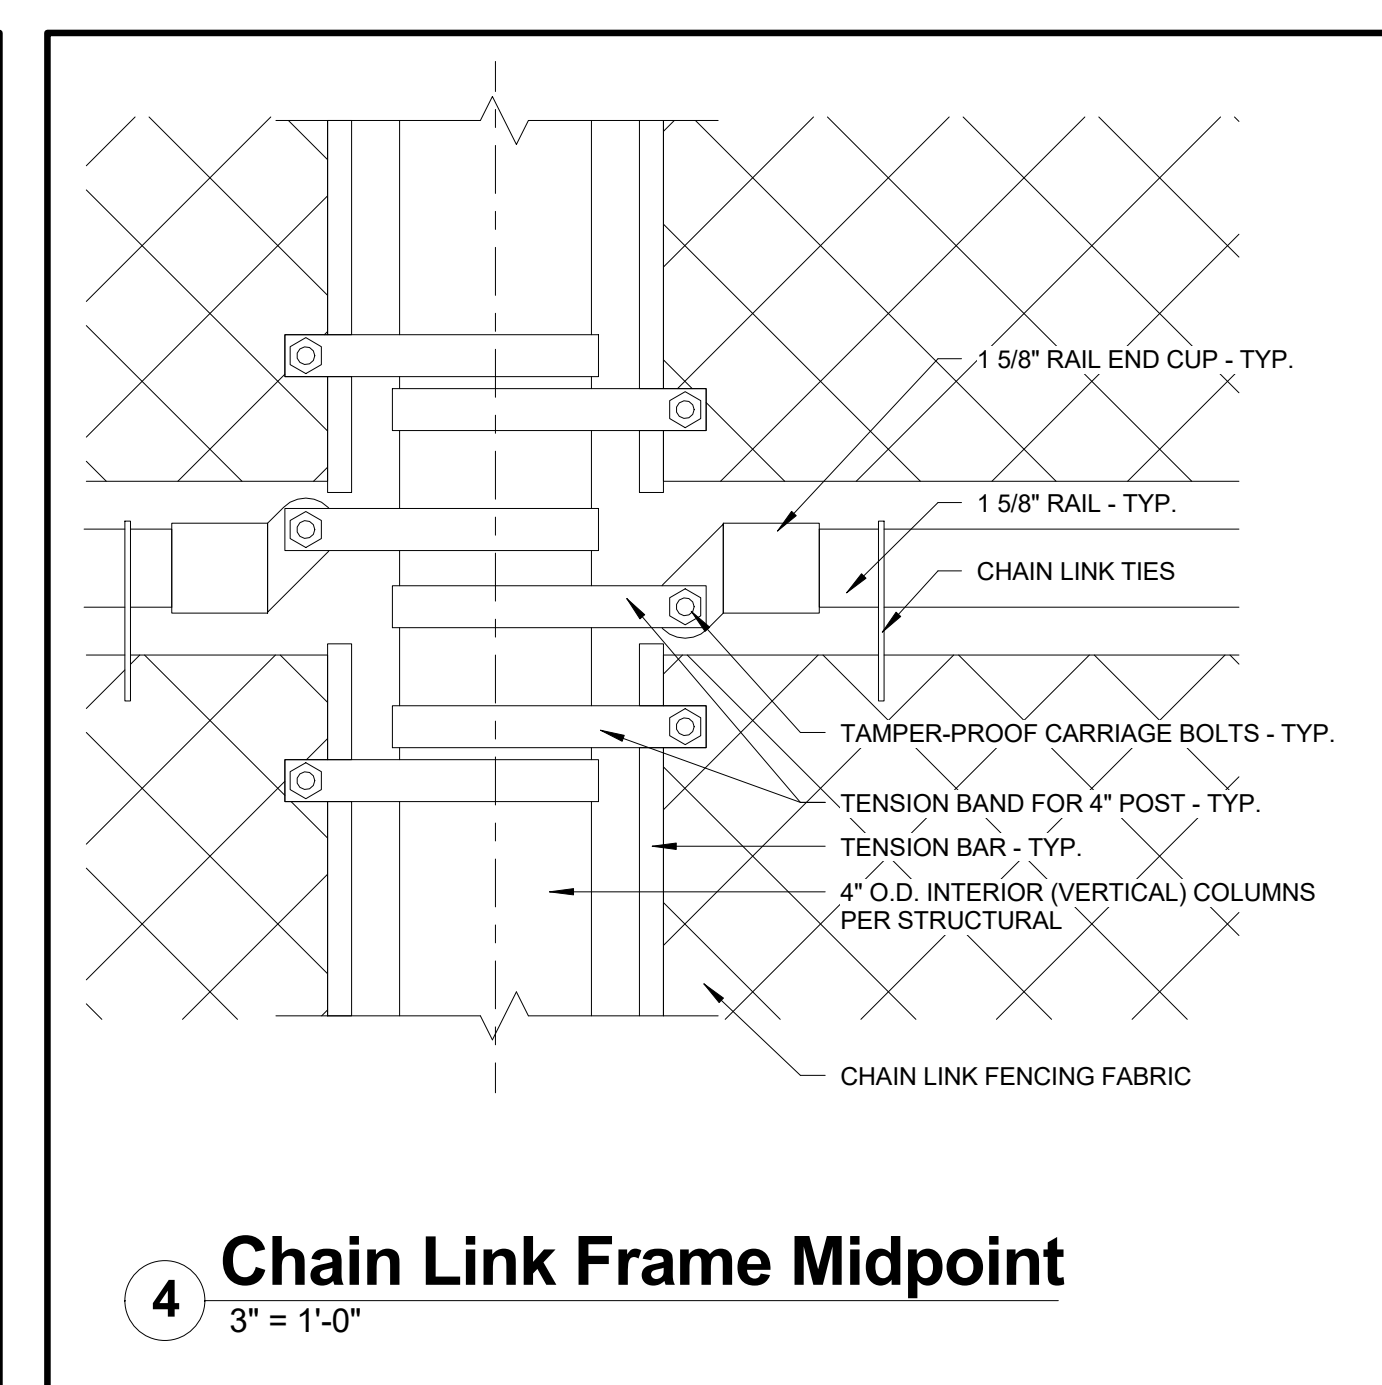 1 5/8" RAIL END CUP - TYP.
1 5/8" RAIL - TYP.
CHAIN LINK TIES
TAMPER-PROOF CARRIAGE BOLTS - TYP.
TENSION BAND FOR 4" POST - TYP.
TENSION BAR - TYP.
4" O.D. INTERIOR (VERTICAL) COLUMNS
PER STRUCTURAL
CHAIN LINK FENCING FABRIC
4
Chain Link Frame Midpoint
3" = 1'-0"